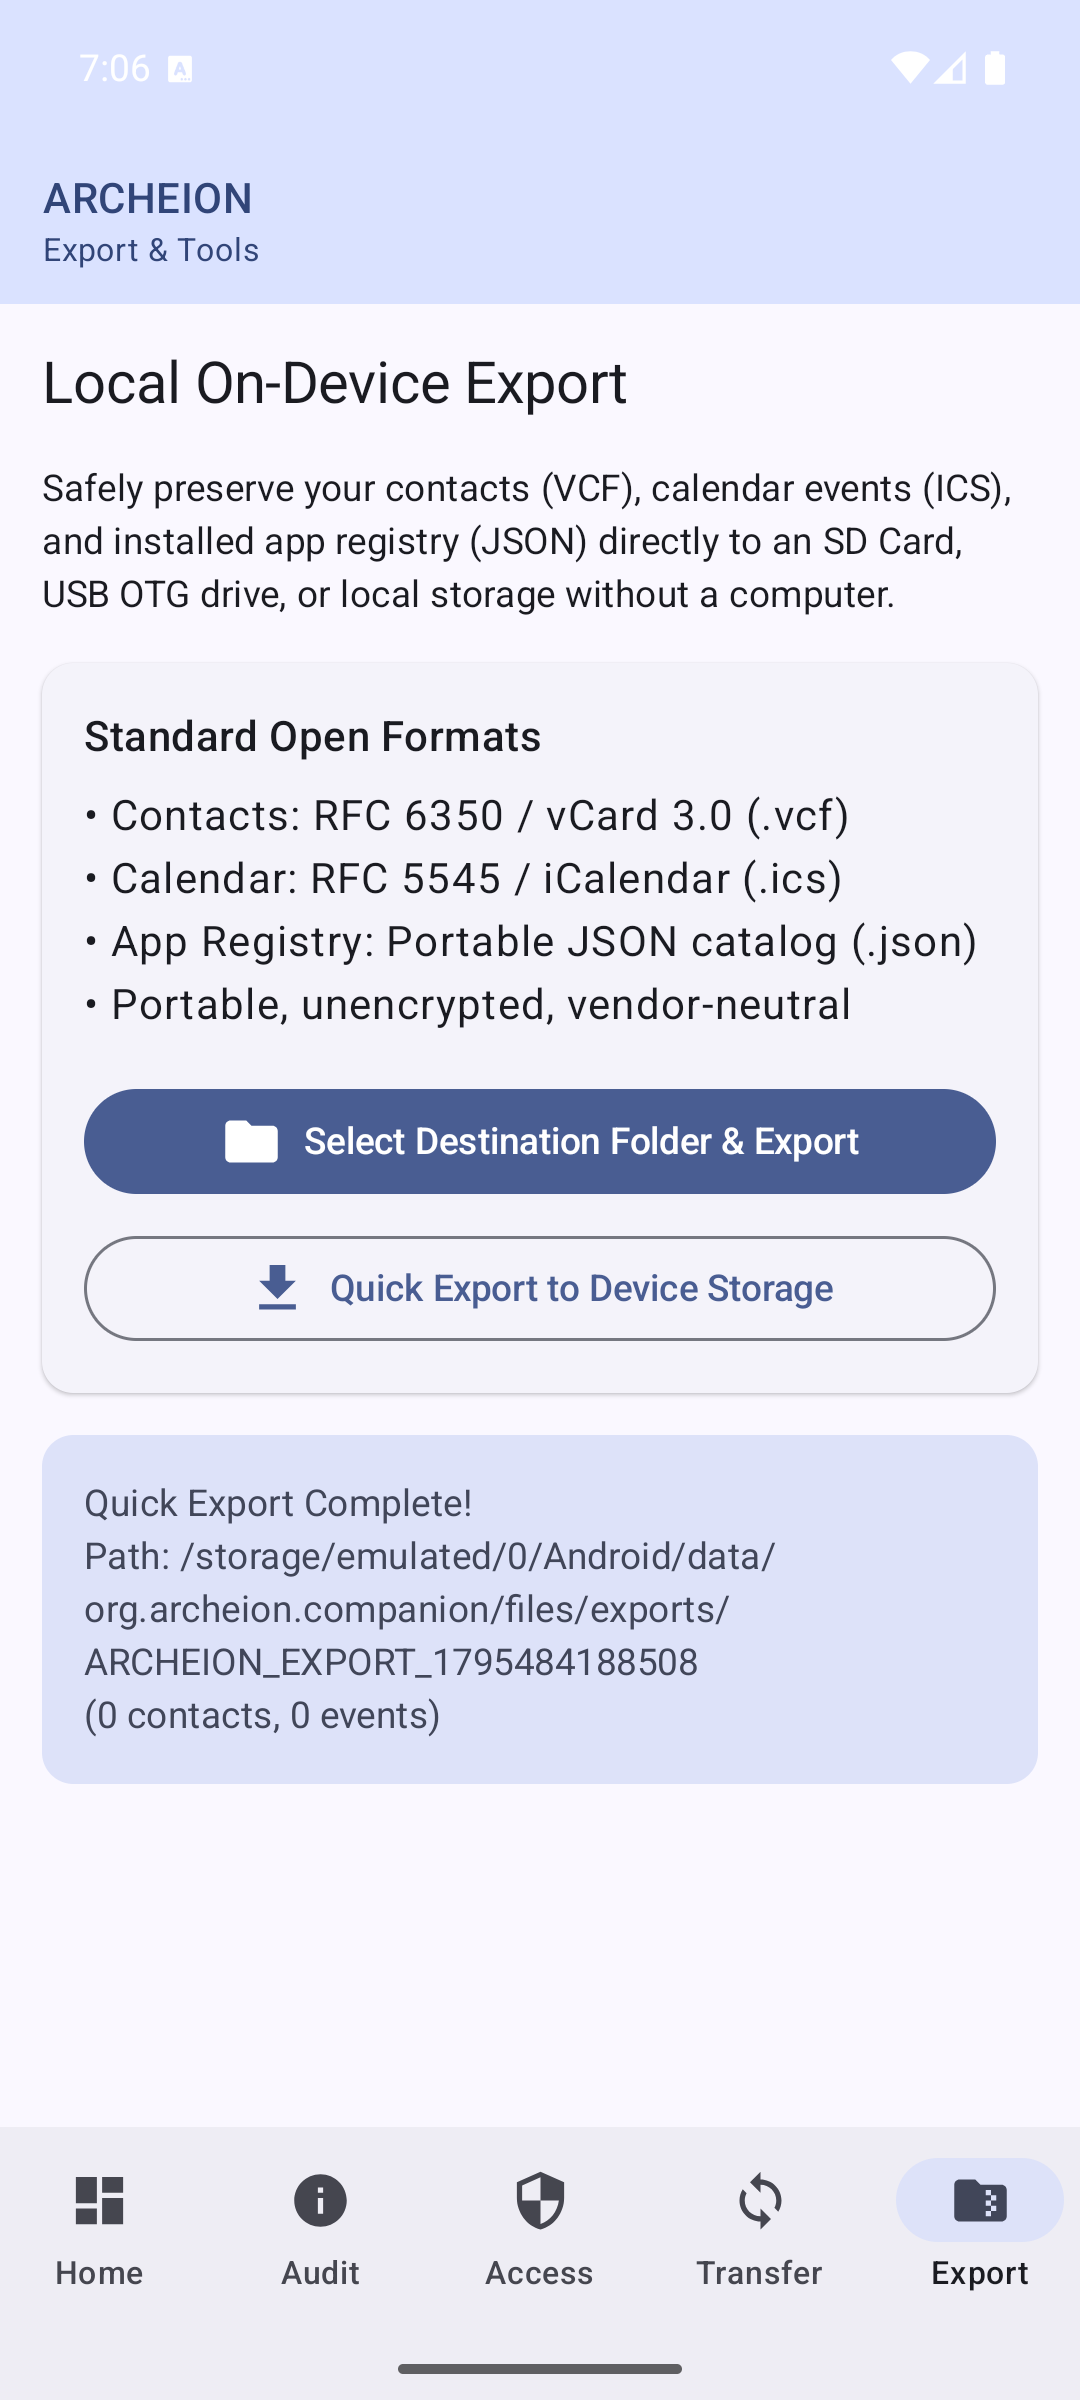 7:06
ARCHEION
Export & Tools
Local On-Device Export
Safely preserve your contacts (VCF), calendar events (ICS),
and installed app registry (JSON) directly to an SD Card,
USB OTG drive, or local storage without a computer.
Standard Open Formats
• Contacts: RFC 6350 / vCard 3.0 (.vcf)
• Calendar: RFC 5545 / iCalendar (.ics)
• App Registry: Portable JSON catalog (.json)
• Portable, unencrypted, vendor-neutral
Select Destination Folder & Export
Quick Export to Device Storage
Quick Export Complete!
Path: /storage/emulated/0/Android/data/
org.archeion.companion/files/exports/
ARCHEION_EXPORT_1795484188508
(0 contacts, 0 events)
Home
Audit
Access
Transfer
Export